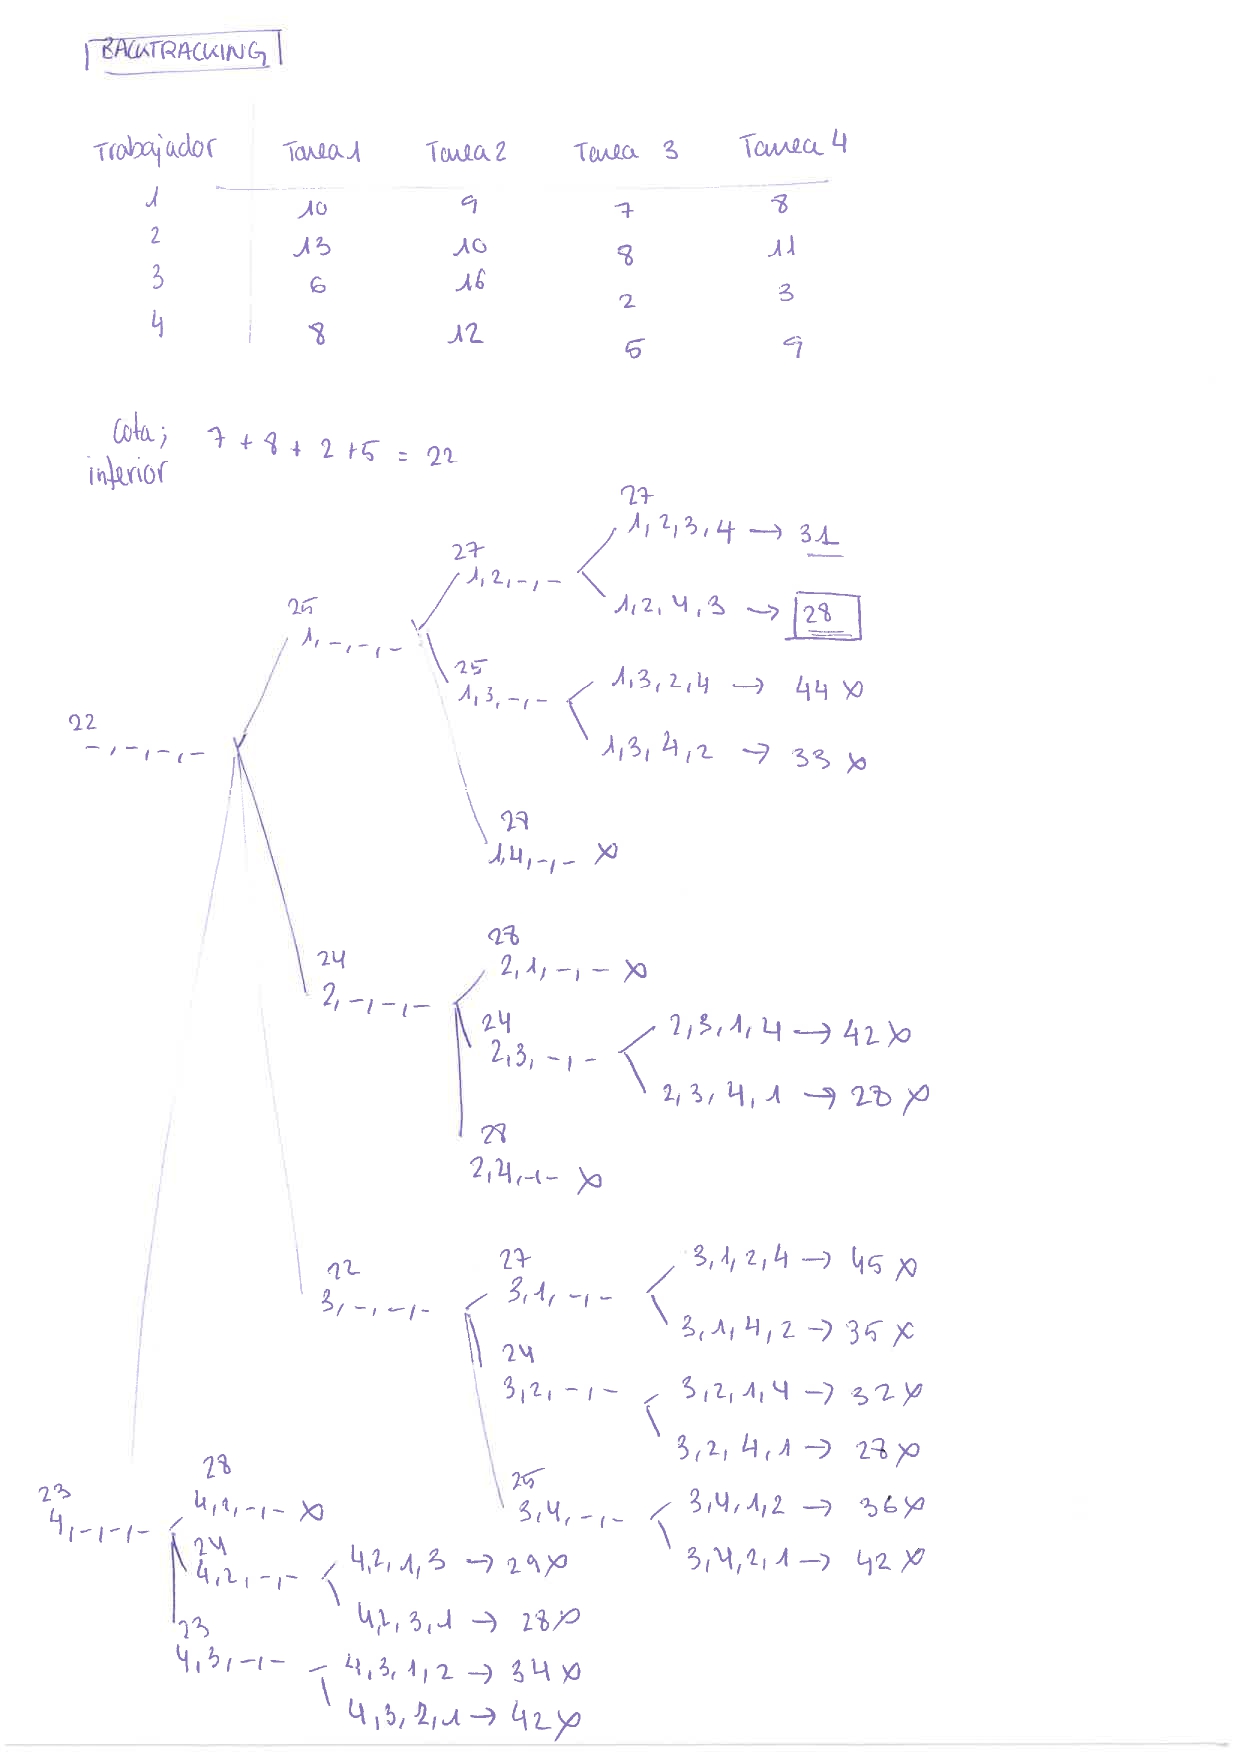 BACKTRACKING
Trabajador Tarea 1 Tarea 2 Tarea 3 Tarea 4
1 10 9 7 8
2 13 10 8 11
3 6 16 2 3
4 8 12 5 9
Cota; 7 + 8 + 2 + 5 = 22
inferior
27
1, 2, 3, 4 → 31
27
1, 2, -, -
1, 2, 4, 3 → 28
25
1, -, -, -
25
1, 3, -, -
1, 3, 2, 4 → 44 x
1, 3, 4, 2 → 33 x
22
-, -, -, -
1, 4, -, - x
24
2, -, -, -
28
2, 1, -, - x
24
2, 3, -, -
2, 3, 1, 4 → 42 x
2, 3, 4, 1 → 28 x
28
2, 4, -, - x
22
3, -, -, -
27
3, 1, -, -
3, 1, 2, 4 → 45 x
3, 1, 4, 2 → 35 x
24
3, 2, -, -
3, 2, 1, 4 → 32 x
3, 2, 4, 1 → 28 x
25
3, 4, -, -
3, 4, 1, 2 → 36 x
3, 4, 2, 1 → 42 x
23
4, -, -, -
28
4, 1, -, - x
24
4, 2, -, -
4, 2, 1, 3 → 29 x
4, 2, 3, 1 → 28 x
23
4, 3, -, -
4, 3, 1, 2 → 34 x
4, 3, 2, 1 → 42 x